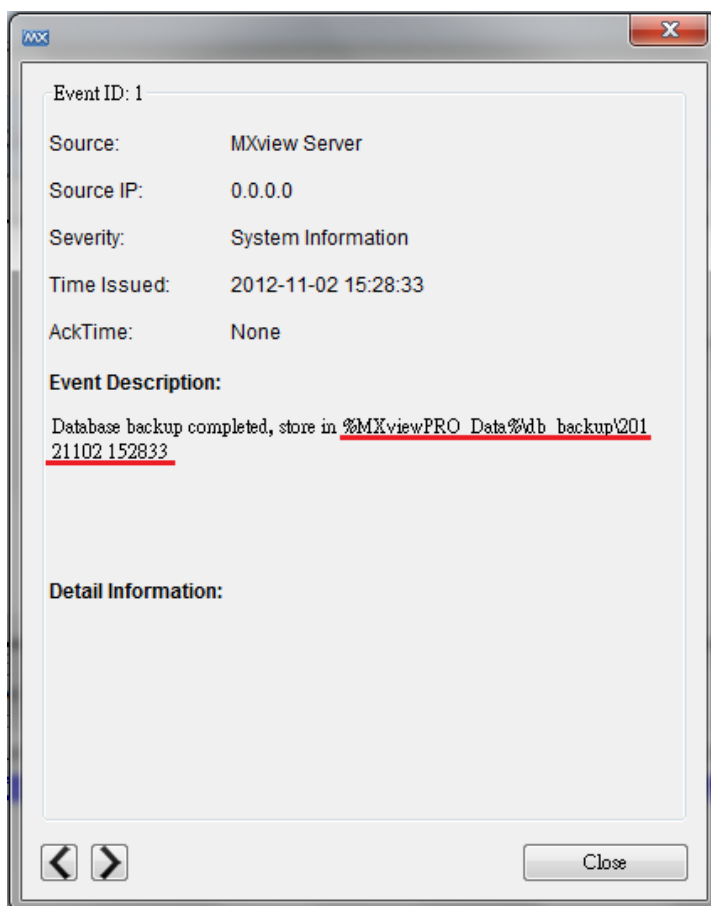 MX
X
Event ID: 1
Source: MXview Server
Source IP: 0.0.0.0
Severity: System Information
Time Issued: 2012-11-02 15:28:33
AckTime: None
Event Description:
Database backup completed, store in %MXviewPRO_Data%\db_backup\201
21102 152833
Detail Information:
Close